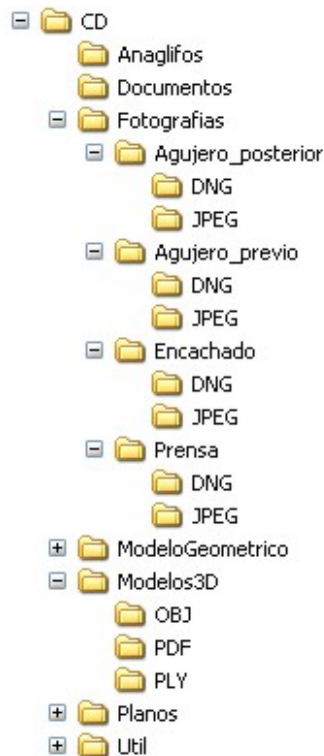 CD
Anaglifos
Documentos
Fotografias
Agujero_posterior
DNG
JPEG
Agujero_previo
DNG
JPEG
Encachado
DNG
JPEG
Prensa
DNG
JPEG
ModeloGeometrico
Modelos3D
OBJ
PDF
PLY
Planos
Util